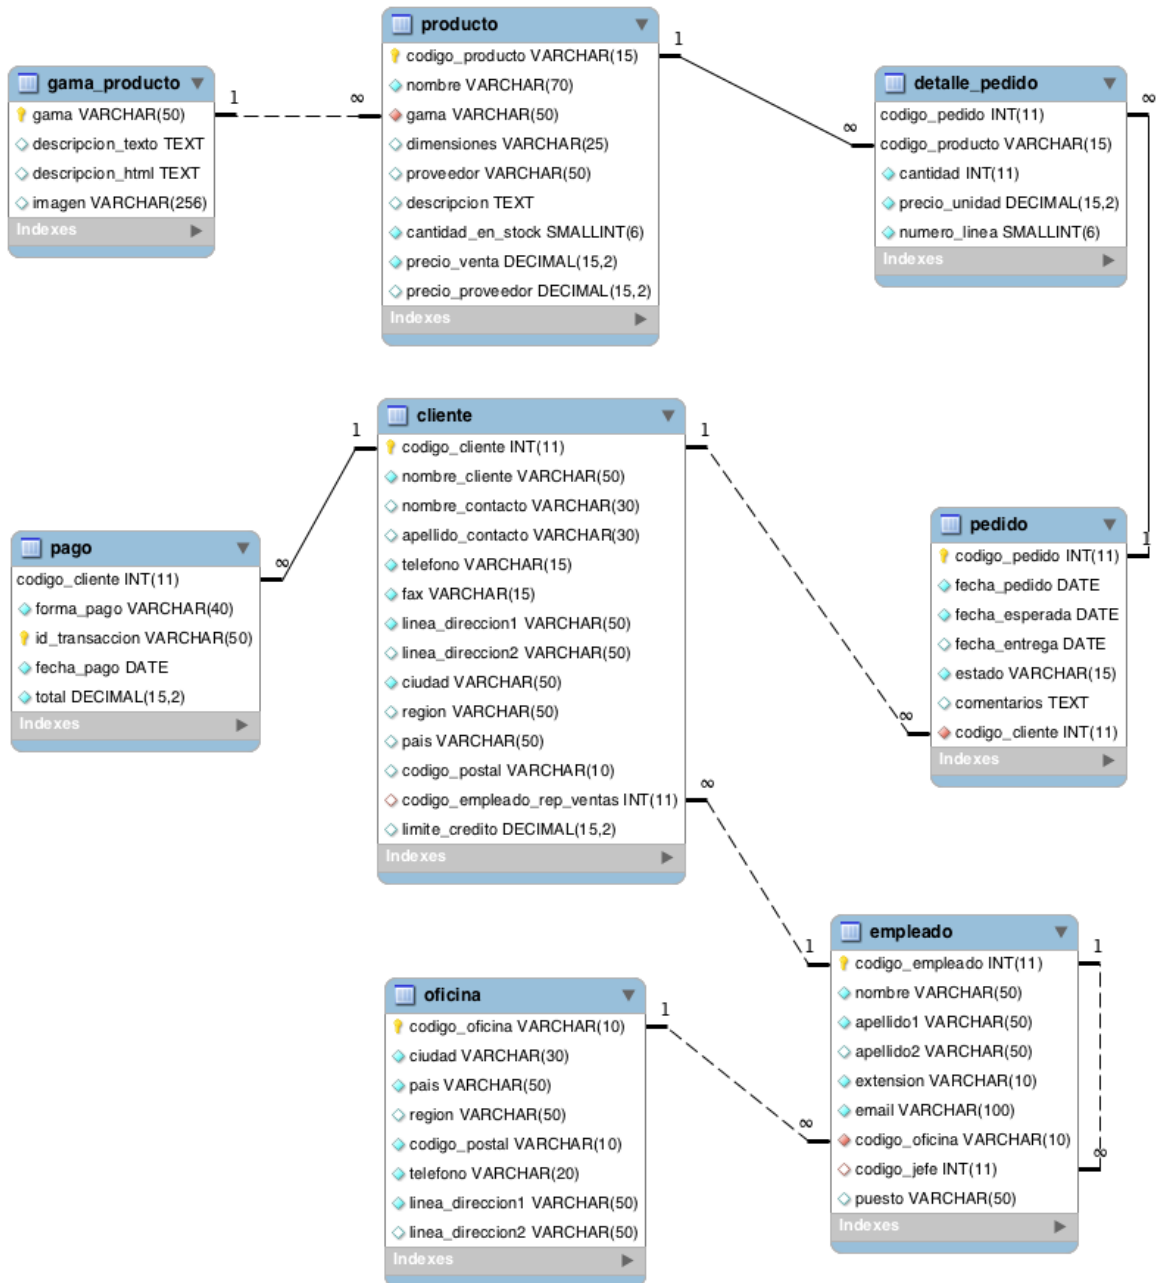 producto
codigo_producto VARCHAR(15)
nombre VARCHAR(70)
gama VARCHAR(50)
dimensiones VARCHAR(25)
proveedor VARCHAR(50)
descripcion TEXT
cantidad_en_stock SMALLINT(6)
precio_venta DECIMAL(15,2)
precio_proveedor DECIMAL(15,2)
Indexes
gama_producto
gama VARCHAR(50)
descripcion_texto TEXT
descripcion_html TEXT
imagen VARCHAR(256)
Indexes
1
∞
1
∞
detalle_pedido
codigo_pedido INT(11)
codigo_producto VARCHAR(15)
cantidad INT(11)
precio_unidad DECIMAL(15,2)
numero_linea SMALLINT(6)
Indexes
∞
1
cliente
codigo_cliente INT(11)
nombre_cliente VARCHAR(50)
nombre_contacto VARCHAR(30)
apellido_contacto VARCHAR(30)
telefono VARCHAR(15)
fax VARCHAR(15)
linea_direccion1 VARCHAR(50)
linea_direccion2 VARCHAR(50)
ciudad VARCHAR(50)
region VARCHAR(50)
pais VARCHAR(50)
codigo_postal VARCHAR(10)
codigo_empleado_rep_ventas INT(11)
limite_credito DECIMAL(15,2)
Indexes
1
∞
1
∞
pago
codigo_cliente INT(11)
forma_pago VARCHAR(40)
id_transaccion VARCHAR(50)
fecha_pago DATE
total DECIMAL(15,2)
Indexes
pedido
codigo_pedido INT(11)
fecha_pedido DATE
fecha_esperada DATE
fecha_entrega DATE
estado VARCHAR(15)
comentarios TEXT
codigo_cliente INT(11)
Indexes
∞
1
empleado
codigo_empleado INT(11)
nombre VARCHAR(50)
apellido1 VARCHAR(50)
apellido2 VARCHAR(50)
extension VARCHAR(10)
email VARCHAR(100)
codigo_oficina VARCHAR(10)
codigo_jefe INT(11)
puesto VARCHAR(50)
Indexes
1
∞
oficina
codigo_oficina VARCHAR(10)
ciudad VARCHAR(30)
pais VARCHAR(50)
region VARCHAR(50)
codigo_postal VARCHAR(10)
telefono VARCHAR(20)
linea_direccion1 VARCHAR(50)
linea_direccion2 VARCHAR(50)
Indexes
1
∞